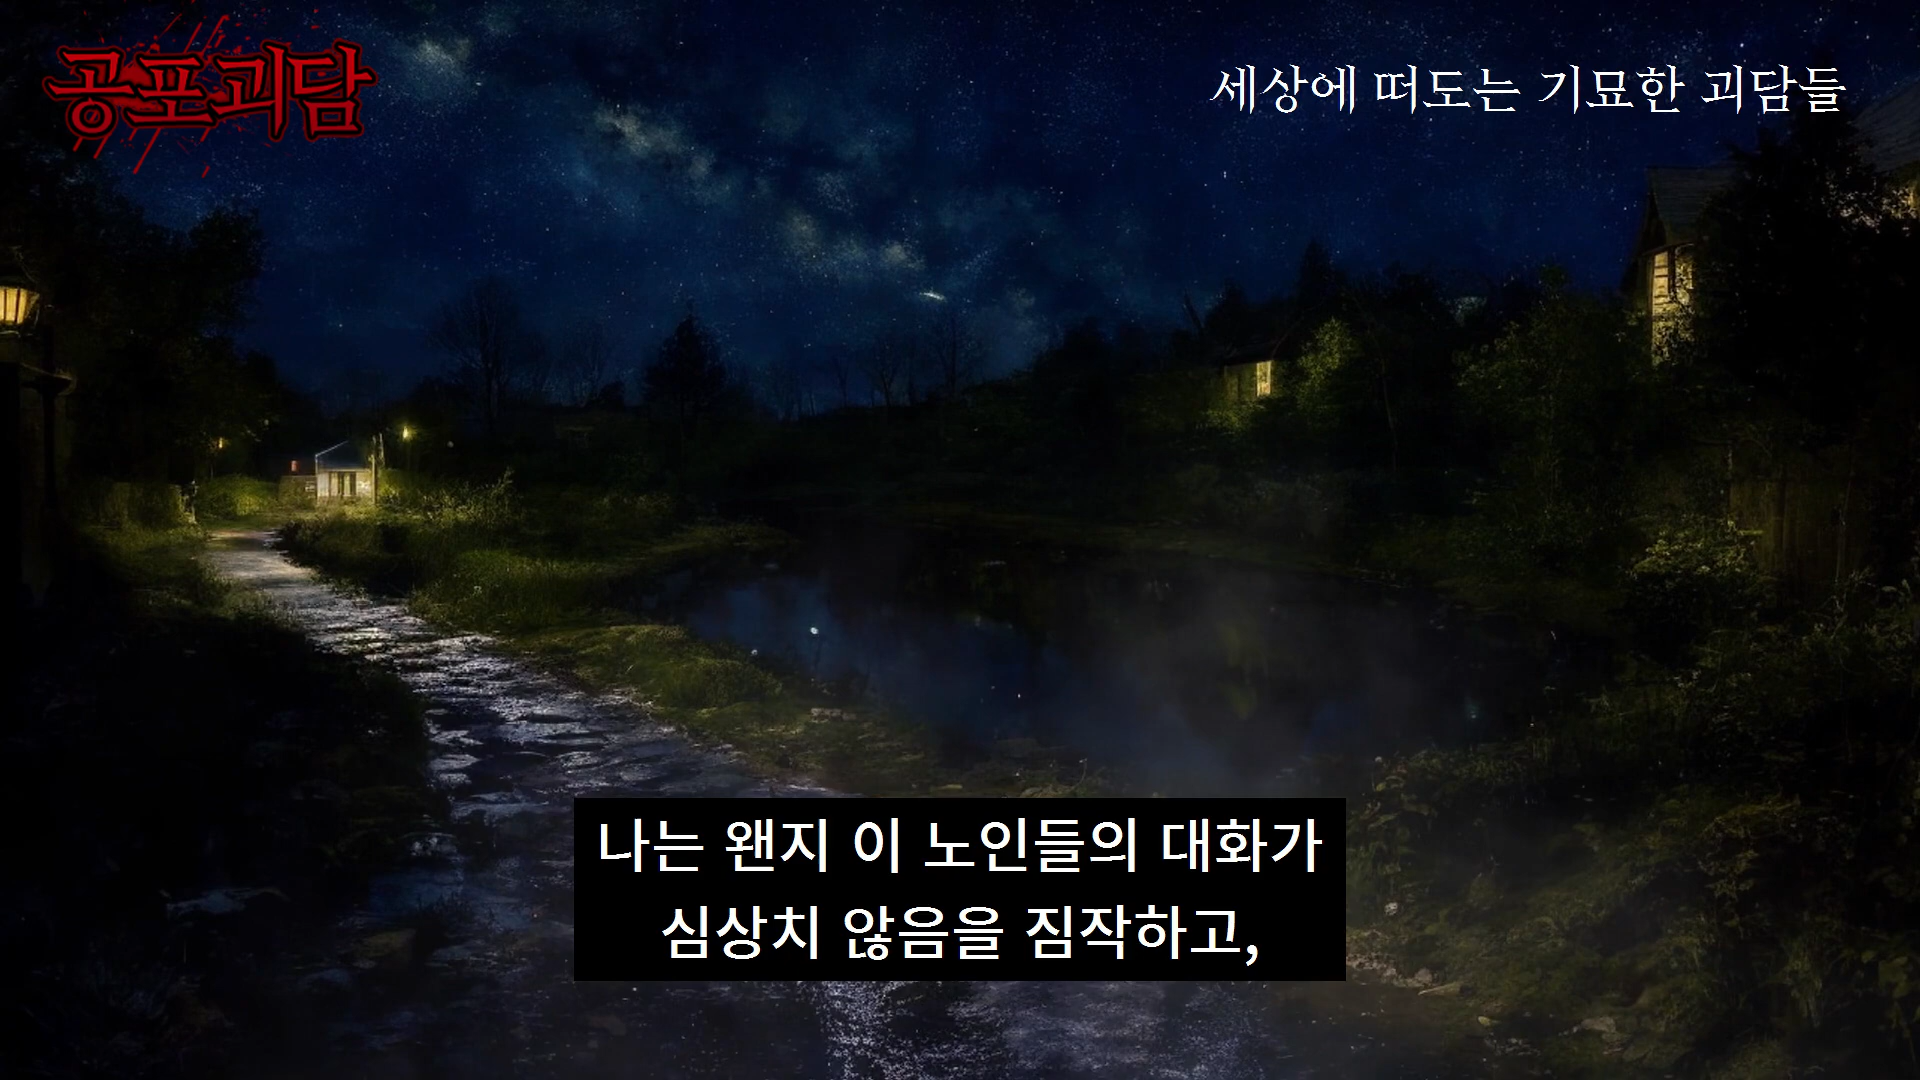 공포괴담
세상에 떠도는 기묘한 괴담들
나는 왠지 이 노인들의 대화가
심상치 않음을 짐작하고,